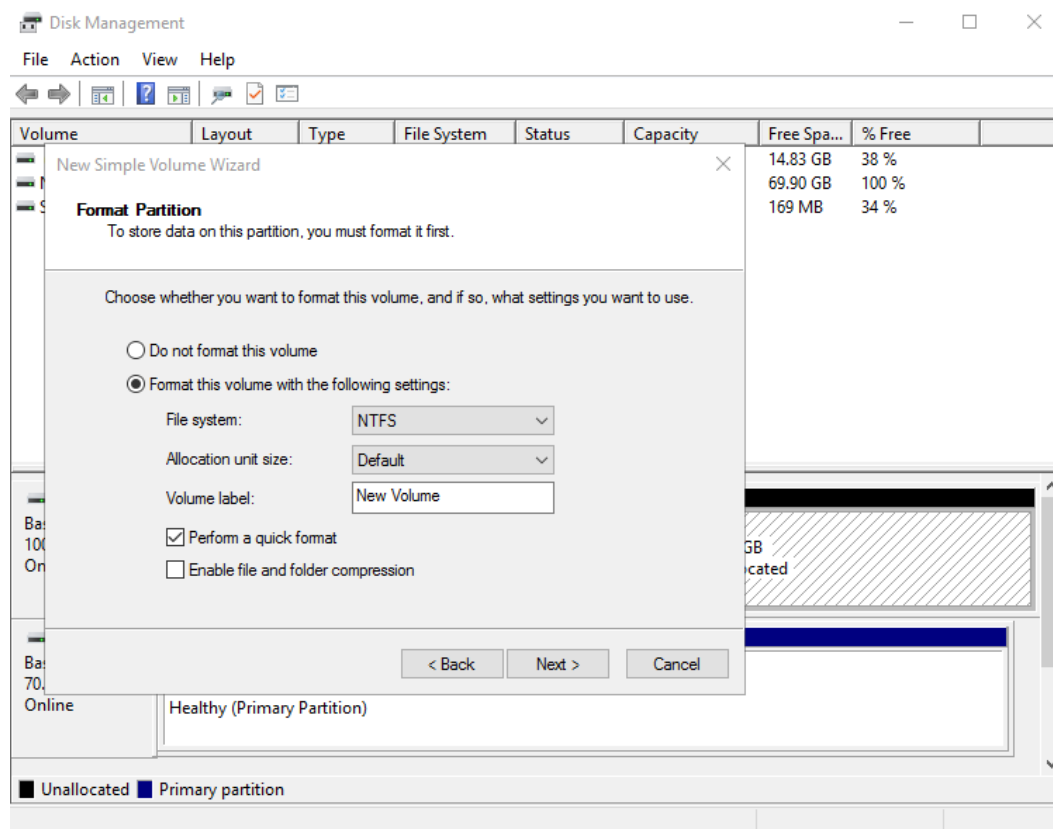 Disk Management
File Action View Help
Volume Layout Type File System Status Capacity Free Spa... % Free
14.83 GB 38 %
69.90 GB 100 %
169 MB 34 %
New Simple Volume Wizard
Format Partition
To store data on this partition, you must format it first.
Choose whether you want to format this volume, and if so, what settings you want to use.
Do not format this volume
Format this volume with the following settings:
File system: NTFS
Allocation unit size: Default
Volume label: New Volume
Perform a quick format
Enable file and folder compression
< Back Next > Cancel
GB
Online
Healthy (Primary Partition)
Unallocated Primary partition